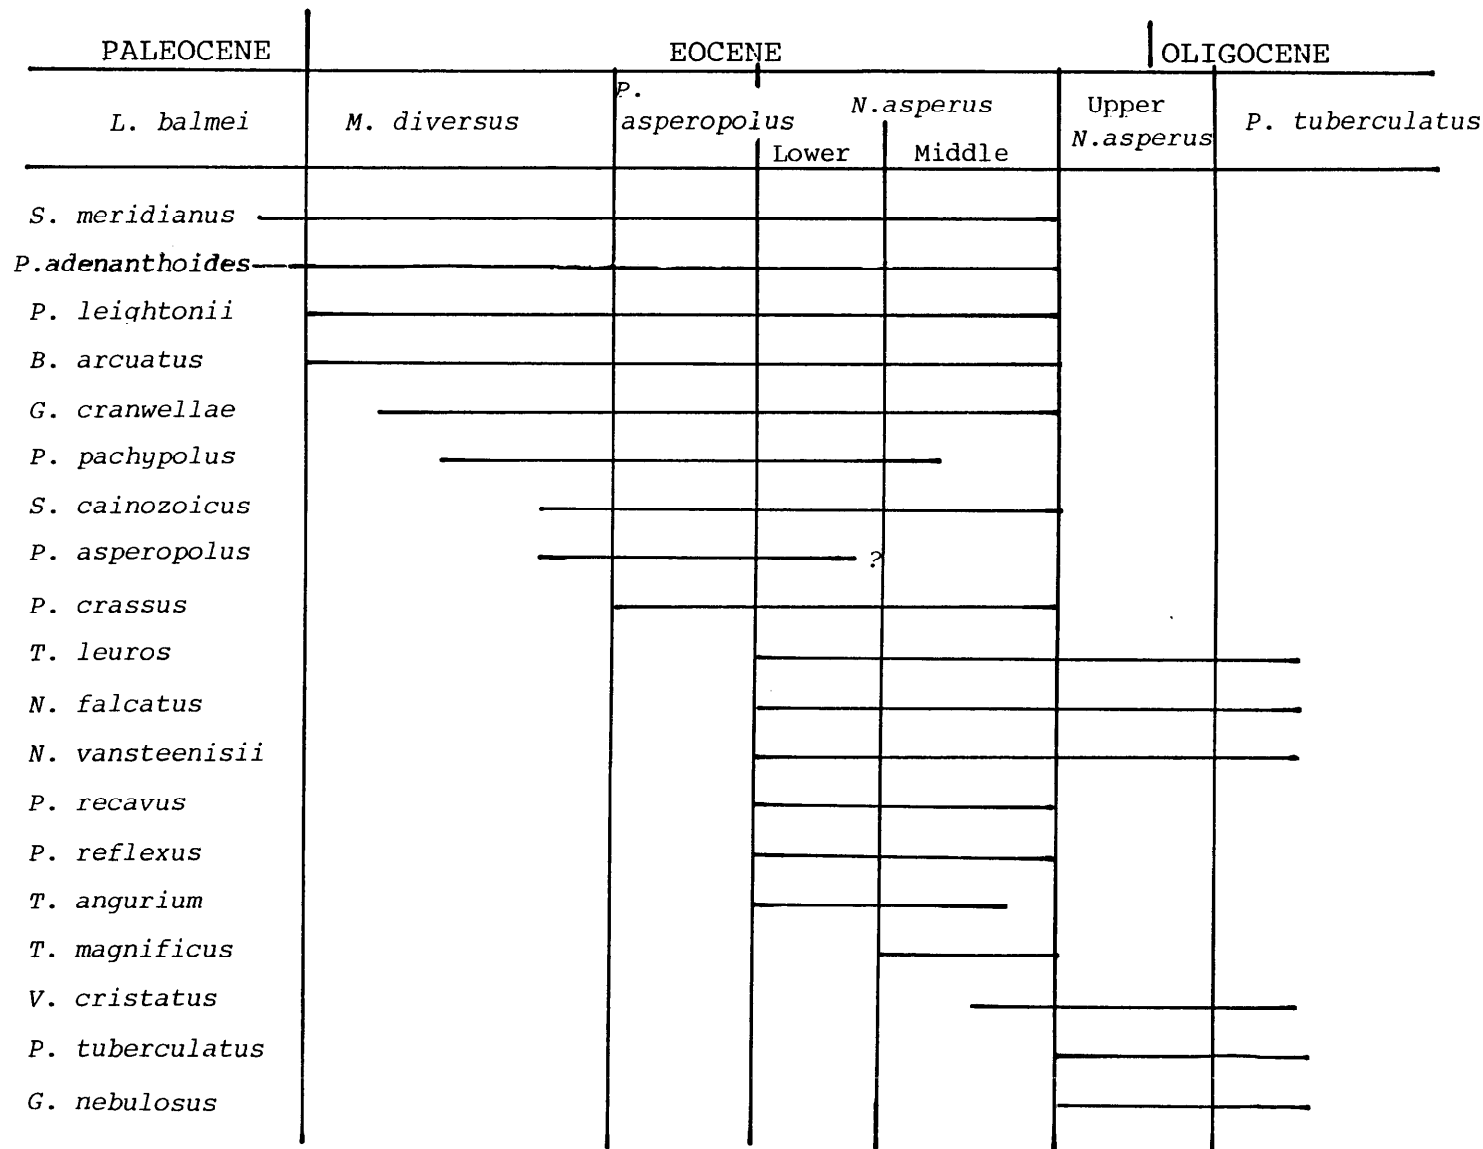 PALEOCENE EOCENE OLIGOCENE
L. balmei M. diversus P. asperopolus N.asperus Lower Middle Upper N.asperus P. tuberculatus
S. meridianus
P.adenanthoides
P. leightonii
B. arcuatus
G. cranwellae
P. pachypolus
S. cainozoicus
P. asperopolus ?
P. crassus
T. leuros
N. falcatus
N. vansteenisii
P. recavus
P. reflexus
T. angurium
T. magnificus
V. cristatus
P. tuberculatus
G. nebulosus